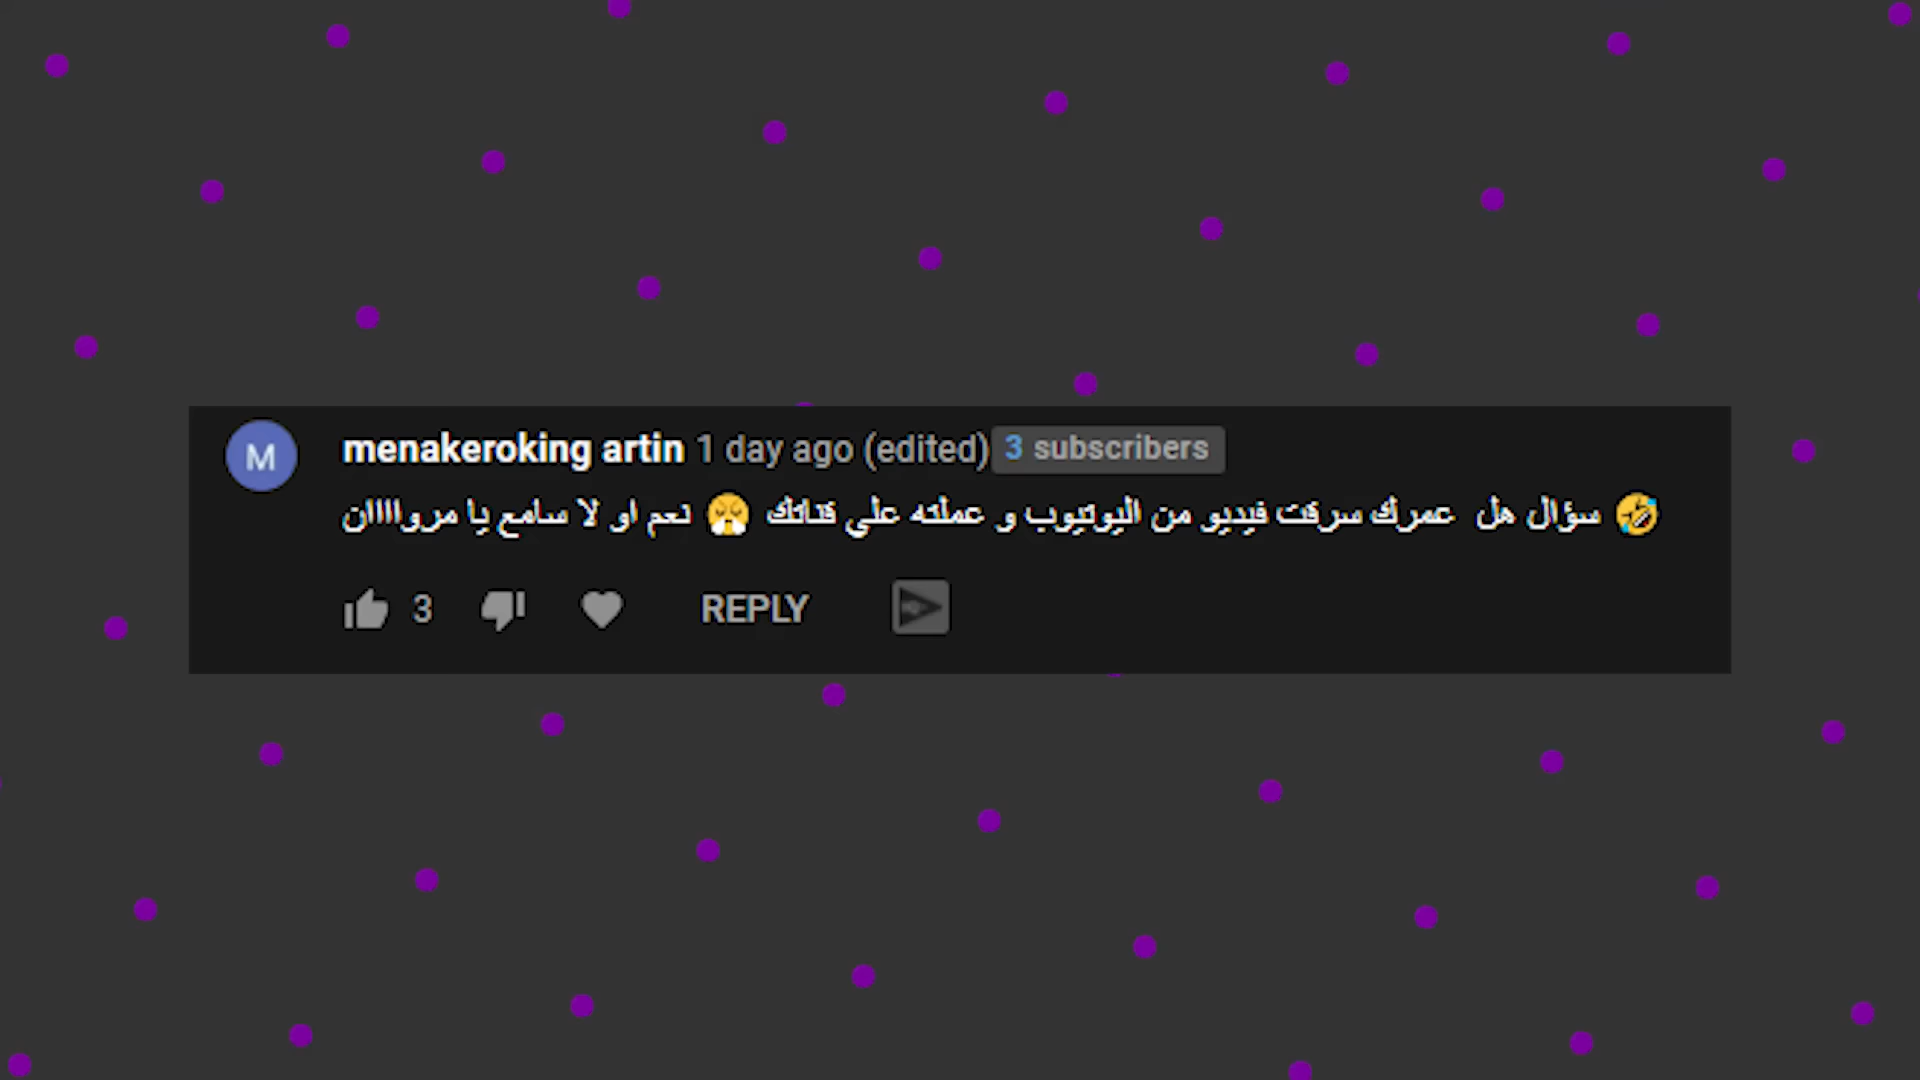 M
menakeroking artin 1 day ago (edited) 3 subscribers
🤣 سؤال هل عمرك سرقت فيديو من اليوتيوب و عملته علي قناتك 😤 نعم او لا سامع يا مرواااان
3 REPLY